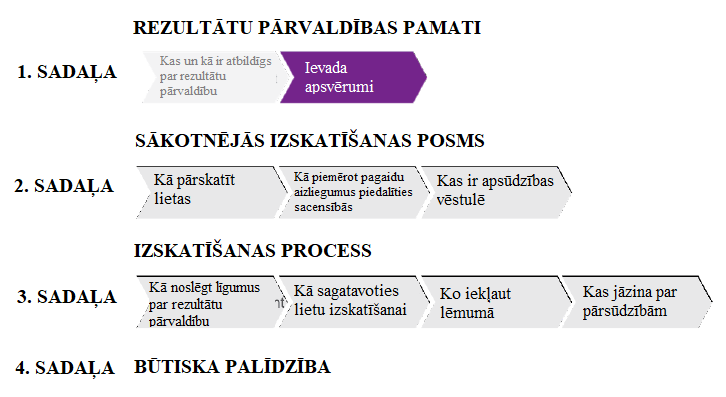 REZULTĀTU PĀRVALDĪBAS PAMATI
1. SADAĻA
Kas un kā ir atbildīgs
par rezultātu
pārvaldību
Ievada
apsvērumi
SĀKOTNĒJĀS IZSKATĪŠANAS POSMS
2. SADAĻA
Kā pārskatīt
lietas
Kā piemērot pagaidu
aizliegumus piedalīties
sacensībās
Kas ir apsūdzības
vēstulē
IZSKATĪŠANAS PROCESS
3. SADAĻA
Kā noslēgt līgumus
par rezultātu
pārvaldību
Kā sagatavoties
lietu izskatīšanai
Ko iekļaut
lēmumā
Kas jāzina par
pārsūdzībām
4. SADAĻA
BŪTISKA PALĪDZĪBA